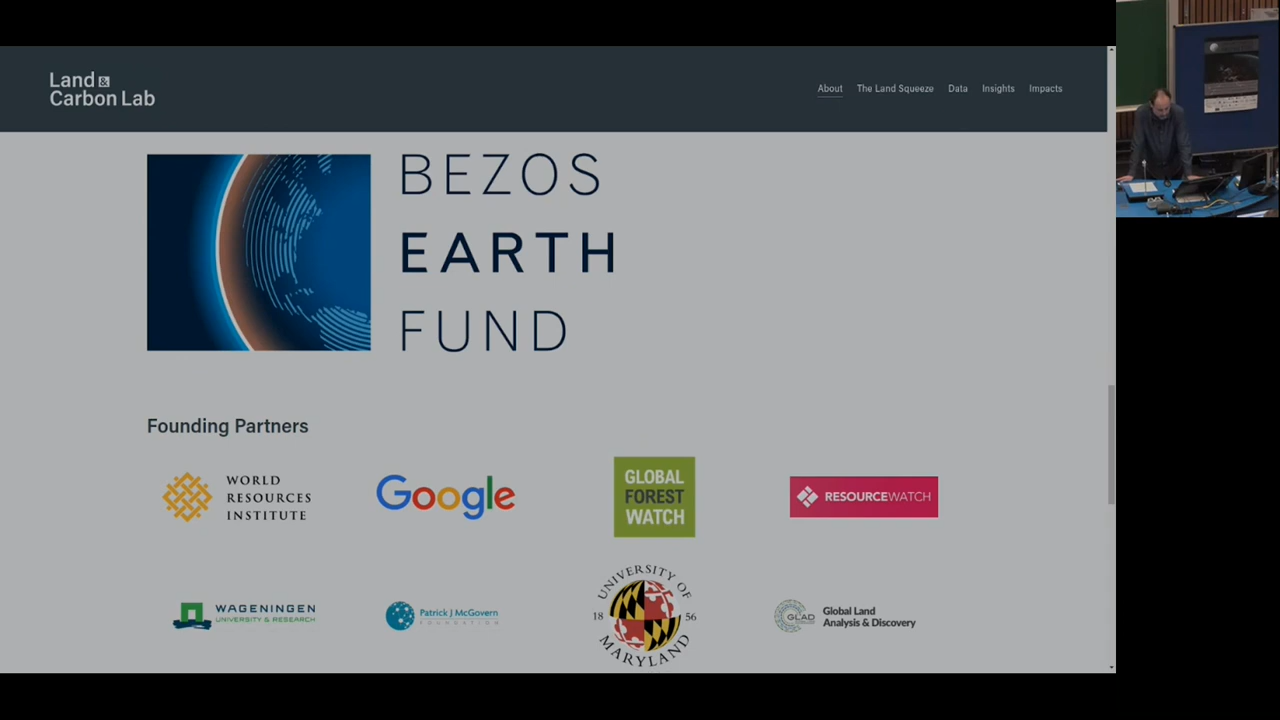 Land &
Carbon Lab
About The Land Squeeze Data Insights Impacts
BEZOS
EARTH
FUND
Founding Partners
WORLD
RESOURCES
INSTITUTE
Google
GLOBAL
FOREST
WATCH
RESOURCEWATCH
WAGENINGEN
UNIVERSITY & RESEARCH
Patrick J McGovern
FOUNDATION
UNIVERSITY OF
18 56
MARYLAND
GLAD
Global Land
Analysis & Discovery